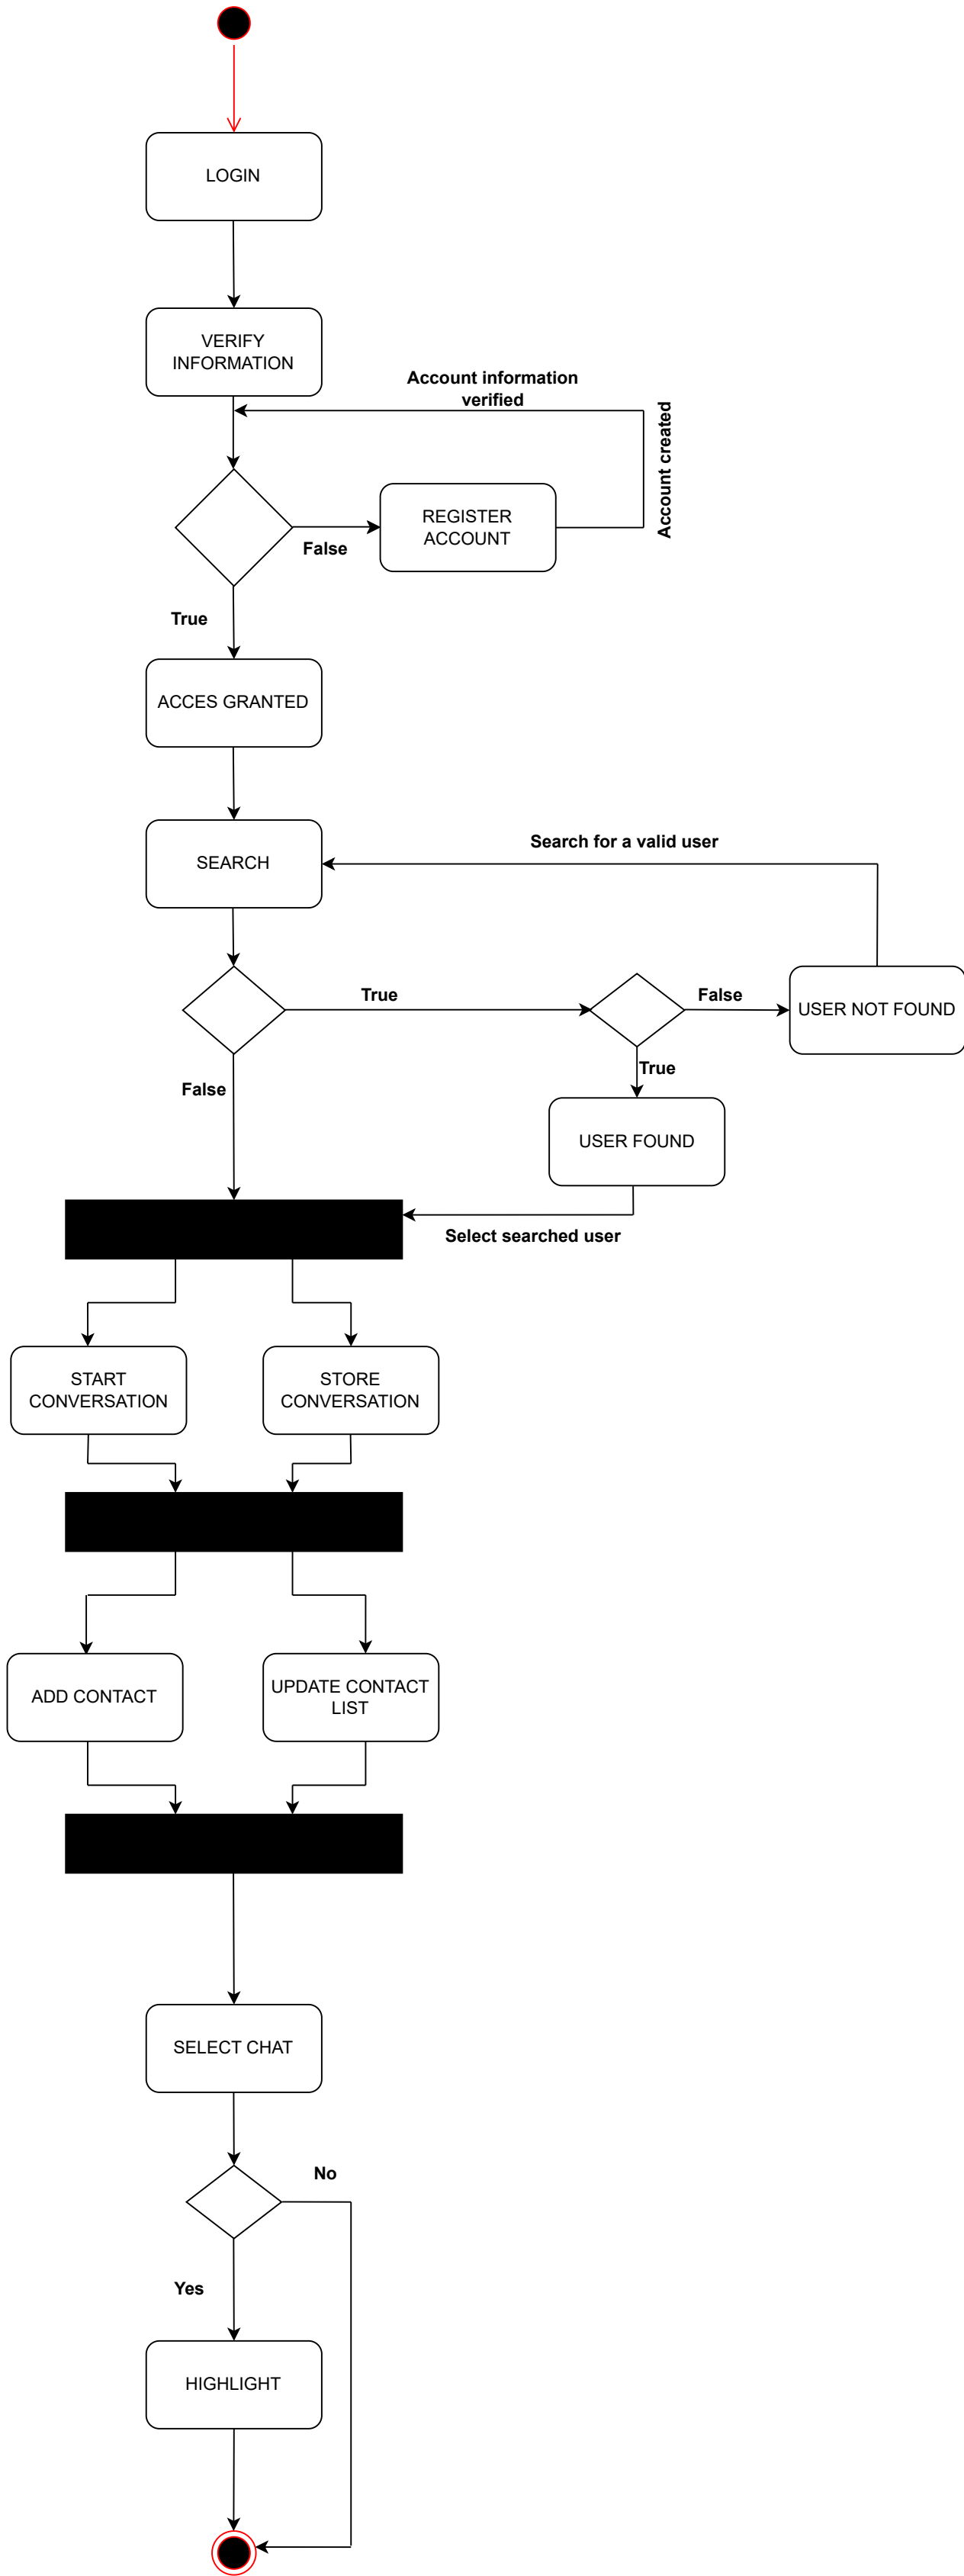 LOGIN
VERIFY
INFORMATION
Account information
verified
Account created
REGISTER
ACCOUNT
False
True
ACCES GRANTED
SEARCH
Search for a valid user
True
False
USER NOT FOUND
True
False
USER FOUND
Select searched user
START
CONVERSATION
STORE
CONVERSATION
ADD CONTACT
UPDATE CONTACT
LIST
SELECT CHAT
No
Yes
HIGHLIGHT